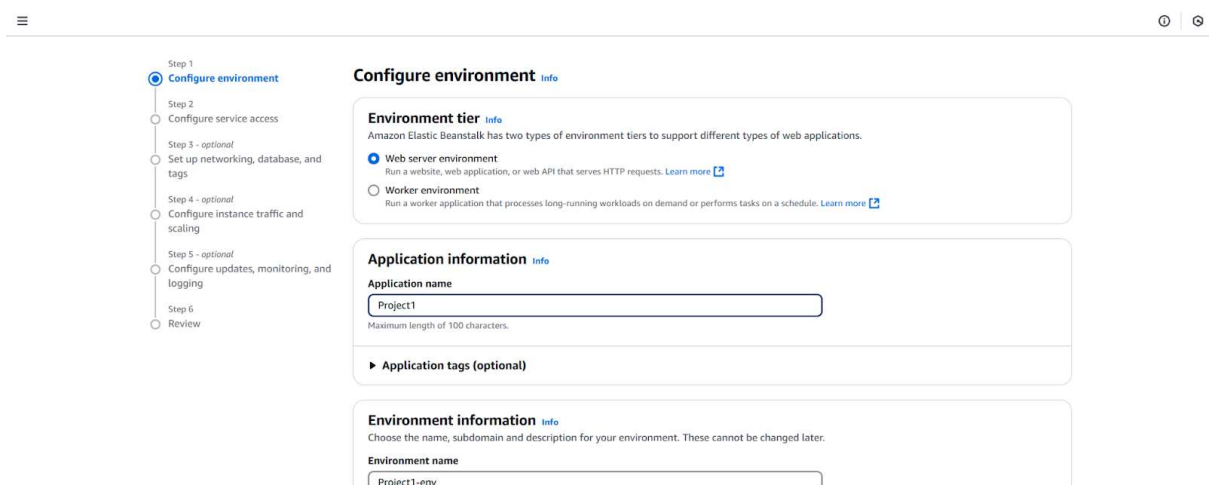 Step 1
Configure environment
Step 2
Configure service access
Step 3 - optional
Set up networking, database, and
tags
Step 4 - optional
Configure instance traffic and
scaling
Step 5 - optional
Configure updates, monitoring, and
logging
Step 6
Review
Configure environment Info
Environment tier Info
Amazon Elastic Beanstalk has two types of environment tiers to support different types of web applications.
Web server environment
Run a website, web application, or web API that serves HTTP requests. Learn more
Worker environment
Run a worker application that processes long-running workloads on demand or performs tasks on a schedule. Learn more
Application information Info
Application name
Project1
Maximum length of 100 characters.
Application tags (optional)
Environment information Info
Choose the name, subdomain and description for your environment. These cannot be changed later.
Environment name
Project1-env